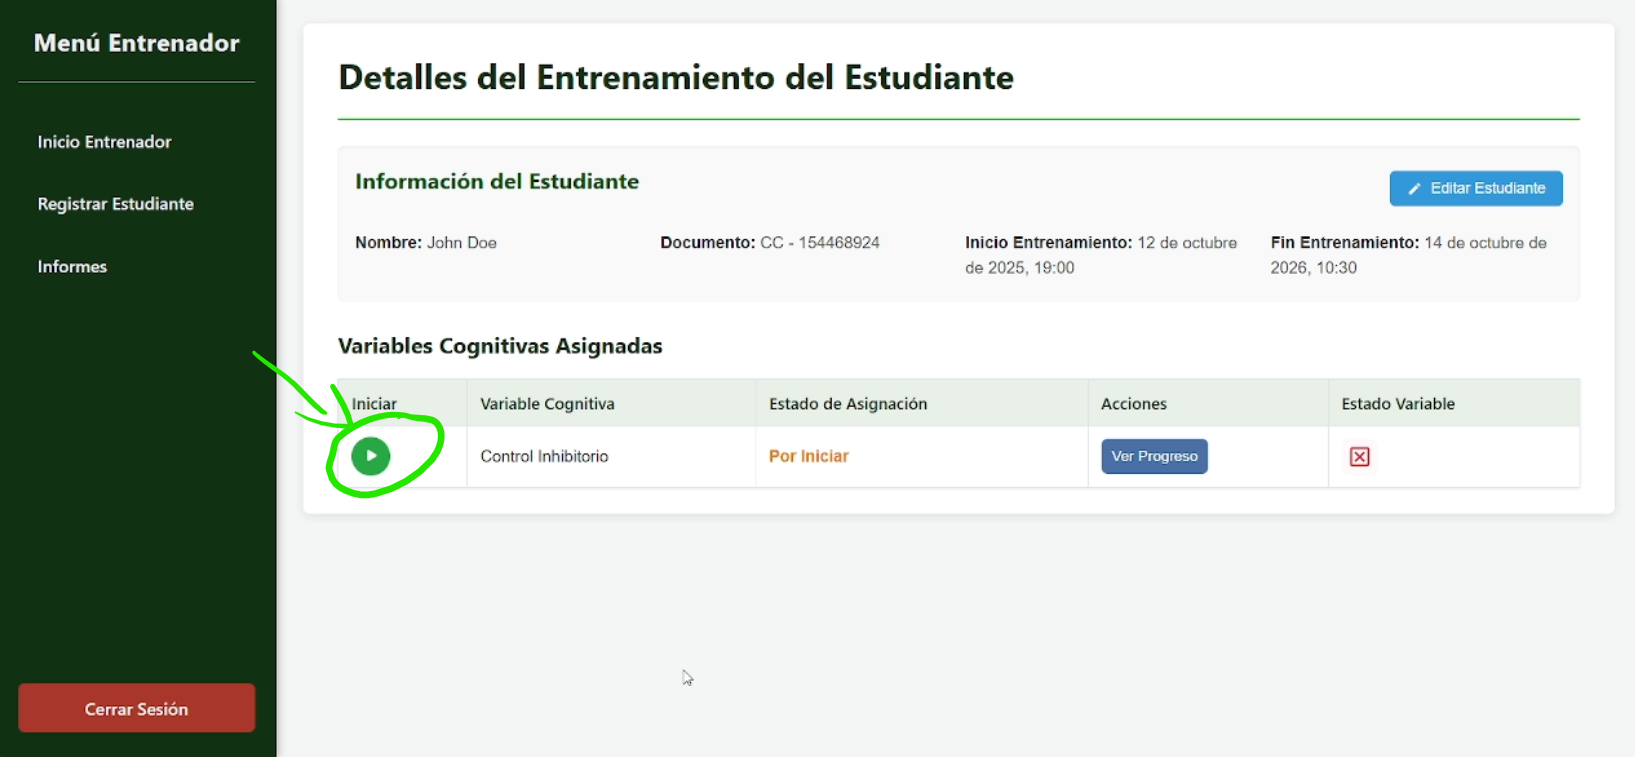 Menú Entrenador
Inicio Entrenador
Registrar Estudiante
Informes
Cerrar Sesión
Detalles del Entrenamiento del Estudiante
Información del Estudiante
Editar Estudiante
Nombre: John Doe
Documento: CC - 154468924
Inicio Entrenamiento: 12 de octubre
de 2025, 19:00
Fin Entrenamiento: 14 de octubre de
2026, 10:30
Variables Cognitivas Asignadas
Iniciar
Variable Cognitiva
Estado de Asignación
Acciones
Estado Variable
Control Inhibitorio
Por Iniciar
Ver Progreso